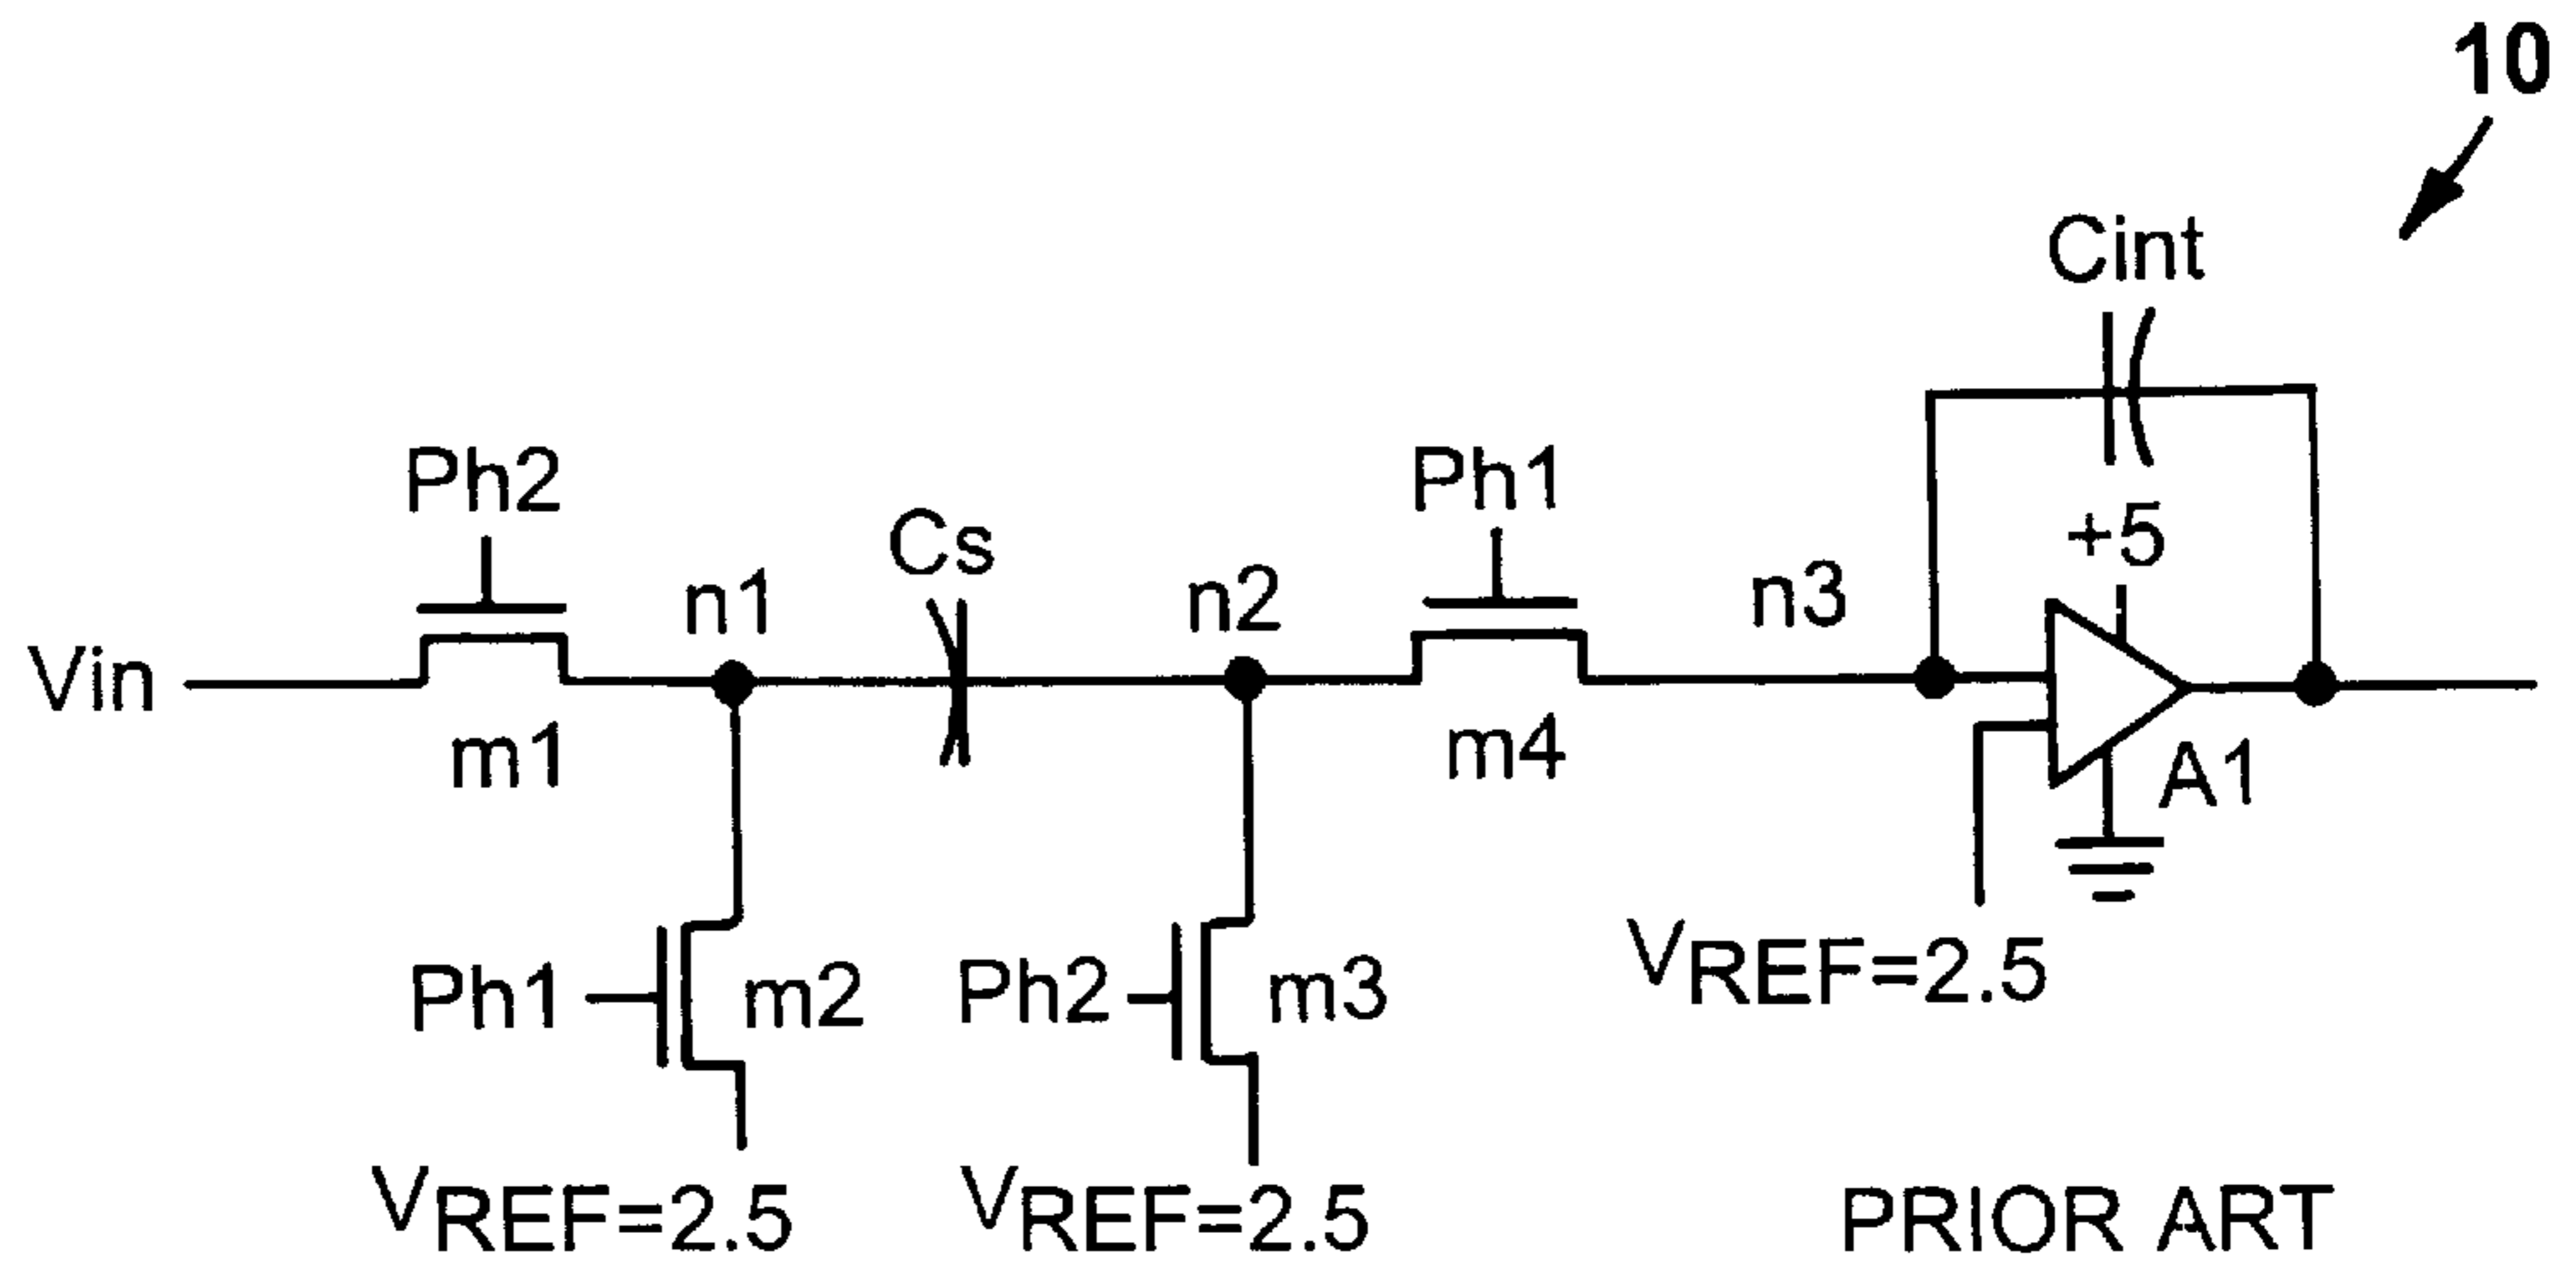 10
Cint
Ph2
Ph1
Cs
+5
n1
n2
n3
Vin
m1
m4
A1
Ph1
m2
Ph2
m3
VREF=2.5
VREF=2.5
VREF=2.5
PRIOR ART